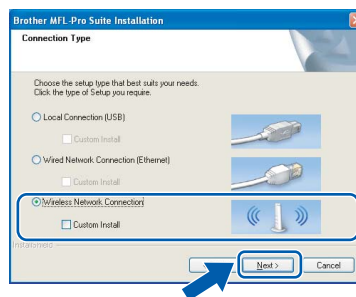 Brother MFL-Pro Suite Installation
Connection Type
Choose the setup type that best suits your needs.
Click the type of Setup you require.
Local Connection (USB)
Custom Install
Wired Network Connection (Ethernet)
Custom Install
Wireless Network Connection
Custom Install
InstallShield
Next >
Cancel